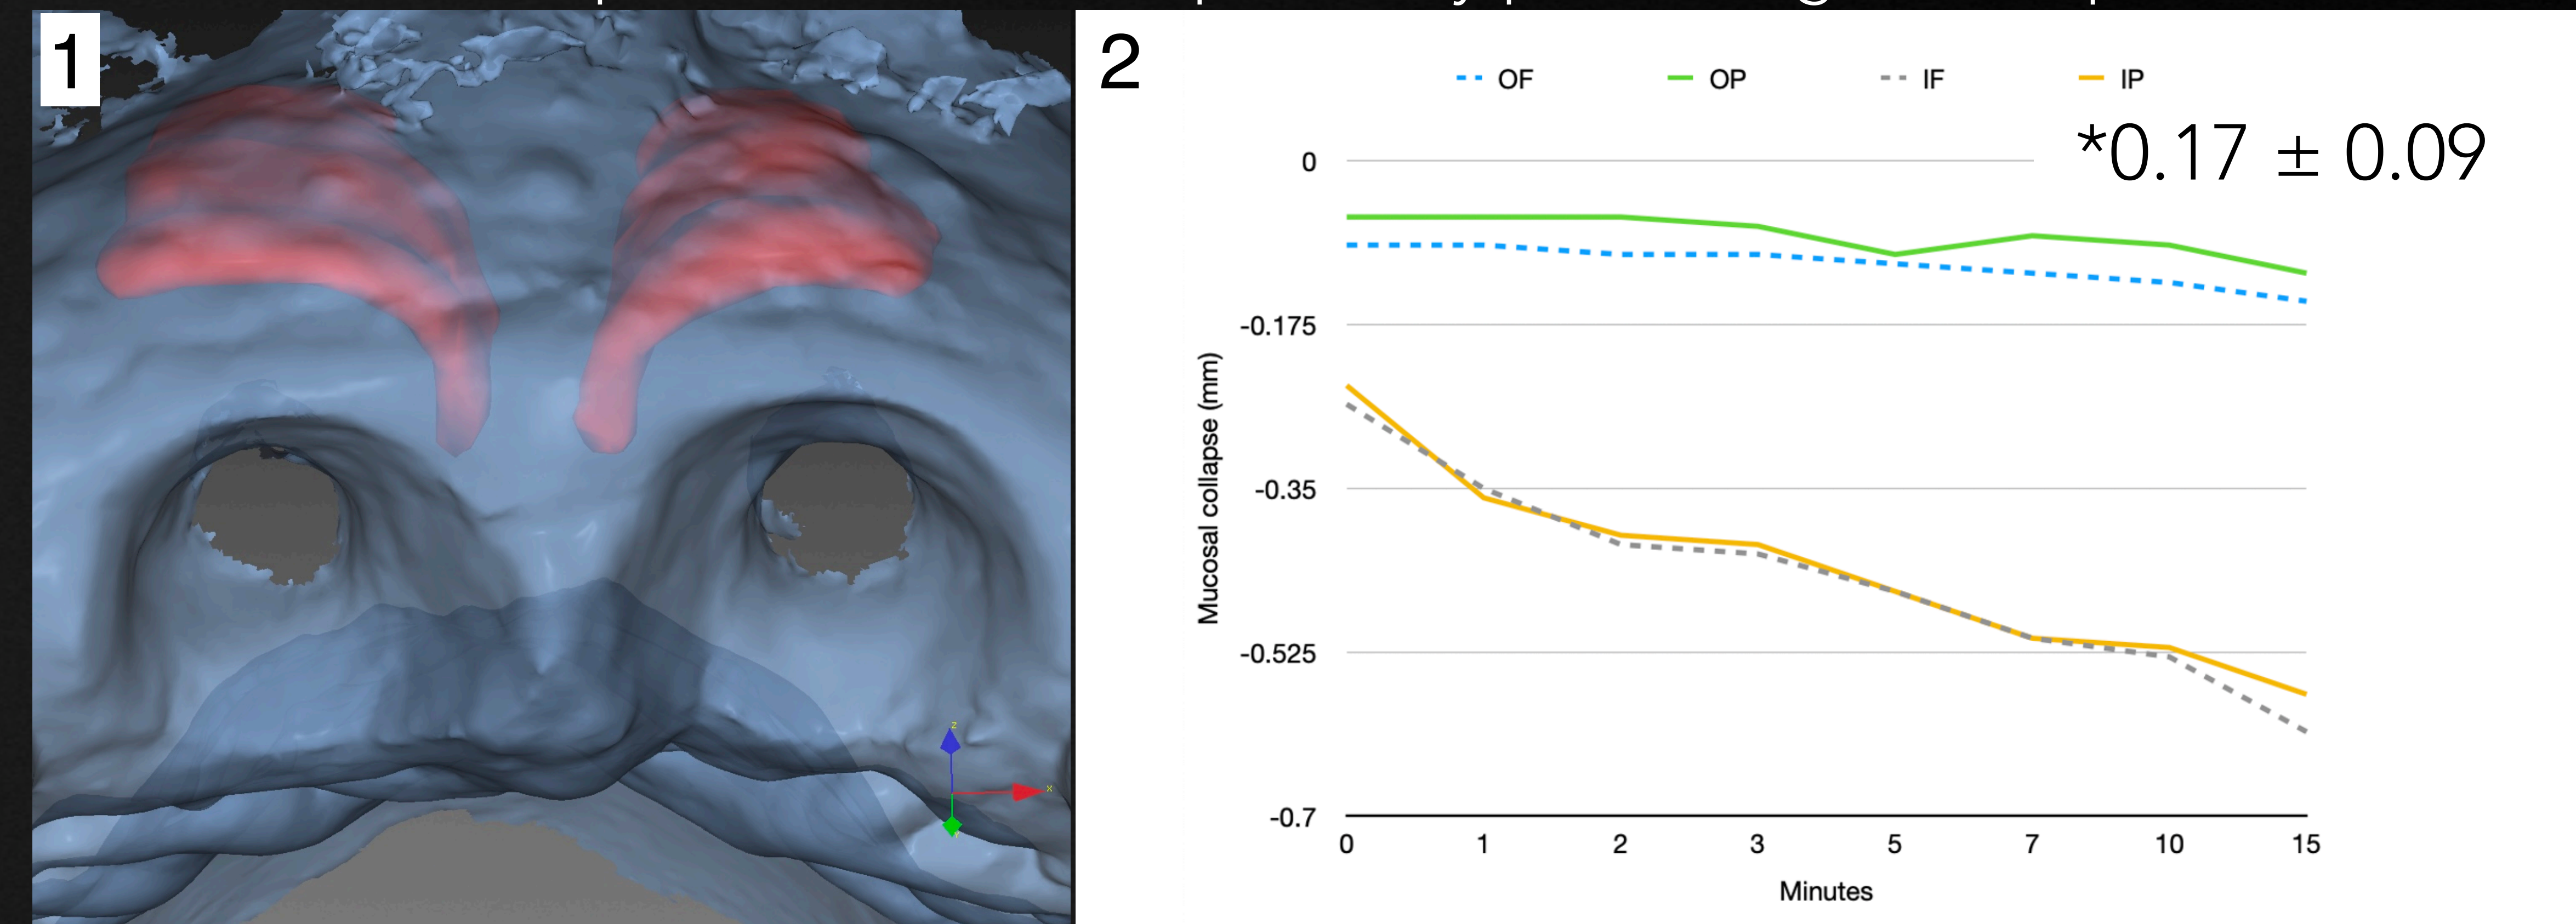 1
z
x
2
OF OP IF IP
*0.17 ± 0.09
0
-0.175
-0.35
-0.525
-0.7
Mucosal collapse (mm)
0 1 2 3 5 7 10 15
Minutes